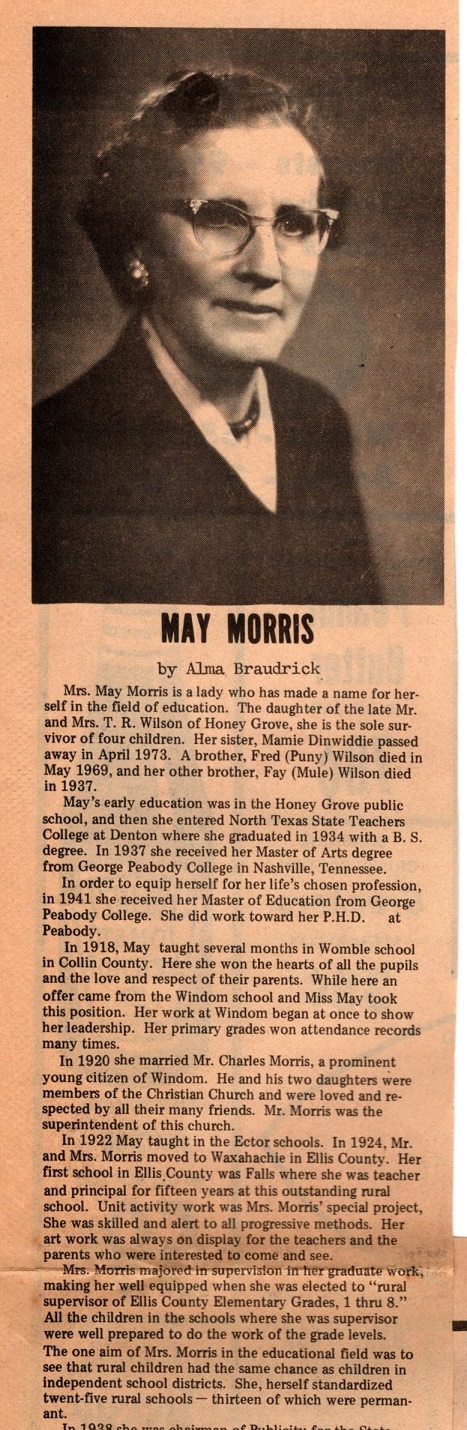 MAY MORRIS
by Alma Braudrick
Mrs. May Morris is a lady who has made a name for her-
self in the field of education. The daughter of the late Mr.
and Mrs. T. R. Wilson of Honey Grove, she is the sole sur-
vivor of four children. Her sister, Mamie Dinwiddie passed
away in April 1973. A brother, Fred (Puny) Wilson died in
May 1969, and her other brother, Fay (Mule) Wilson died
in 1937.
May's early education was in the Honey Grove public
school, and then she entered North Texas State Teachers
College at Denton where she graduated in 1934 with a B. S.
degree. In 1937 she received her Master of Arts degree
from George Peabody College in Nashville, Tennessee.
In order to equip herself for her life's chosen profession,
in 1941 she received her Master of Education from George
Peabody College. She did work toward her P.H.D. at
Peabody.
In 1918, May taught several months in Womble school
in Collin County. Here she won the hearts of all the pupils
and the love and respect of their parents. While here an
offer came from the Windom school and Miss May took
this position. Her work at Windom began at once to show
her leadership. Her primary grades won attendance records
many times.
In 1920 she married Mr. Charles Morris, a prominent
young citizen of Windom. He and his two daughters were
members of the Christian Church and were loved and re-
spected by all their many friends. Mr. Morris was the
superintendent of this church.
In 1922 May taught in the Ector schools. In 1924, Mr.
and Mrs. Morris moved to Waxahachie in Ellis County. Her
first school in Ellis County was Falls where she was teacher
and principal for fifteen years at this outstanding rural
school. Unit activity work was Mrs. Morris' special project,
She was skilled and alert to all progressive methods. Her
art work was always on display for the teachers and the
parents who were interested to come and see.
Mrs. Morris majored in supervision in her graduate work,
making her well equipped when she was elected to "rural
supervisor of Ellis County Elementary Grades, 1 thru 8."
All the children in the schools where she was supervisor
were well prepared to do the work of the grade levels.
The one aim of Mrs. Morris in the educational field was to
see that rural children had the same chance as children in
independent school districts. She, herself standardized
twenty-five rural schools — thirteen of which were perman-
ant.
In 1938 she was chairman of Publicity for the State